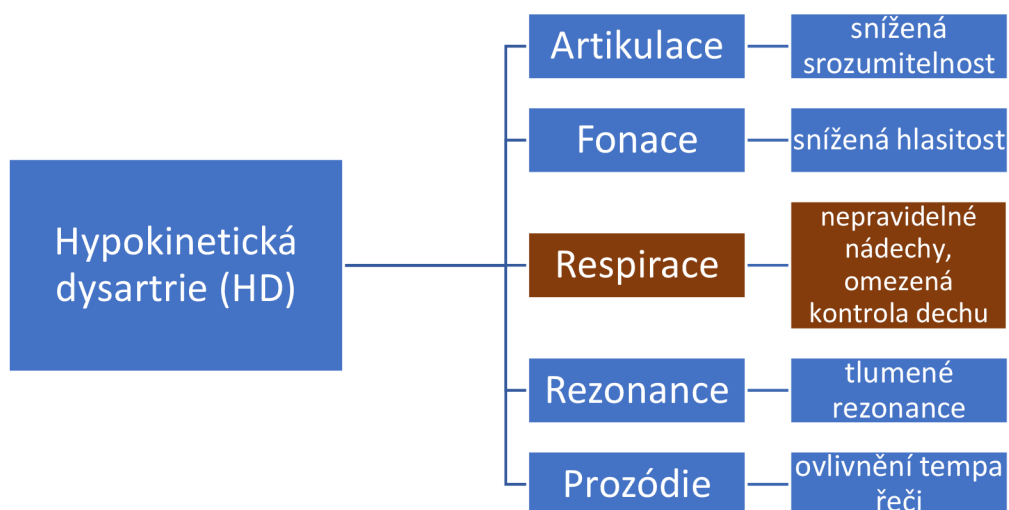 Hypokinetická
dysartrie (HD)
Artikulace
snížená
srozumitelnost
Fonace
snížená hlasitost
Respirace
nepravidelné
nádechy,
omezená
kontrola dechu
Rezonance
tlumené
rezonance
Prozódie
ovlivnění tempa
řeči